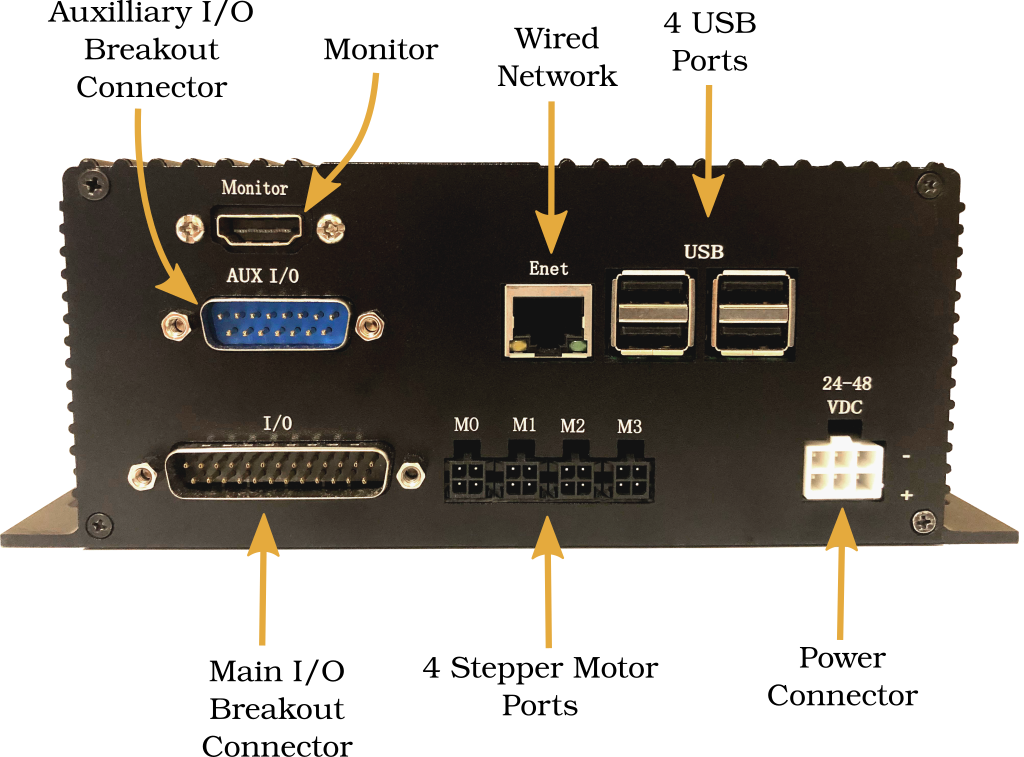 Auxilliary I/O
Breakout
Connector
Monitor
Wired
Network
4 USB
Ports
Monitor
AUX I/O
Enet
USB
24-48
VDC
I/O
M0 M1 M2 M3
-
+
Main I/O
Breakout
Connector
4 Stepper Motor
Ports
Power
Connector